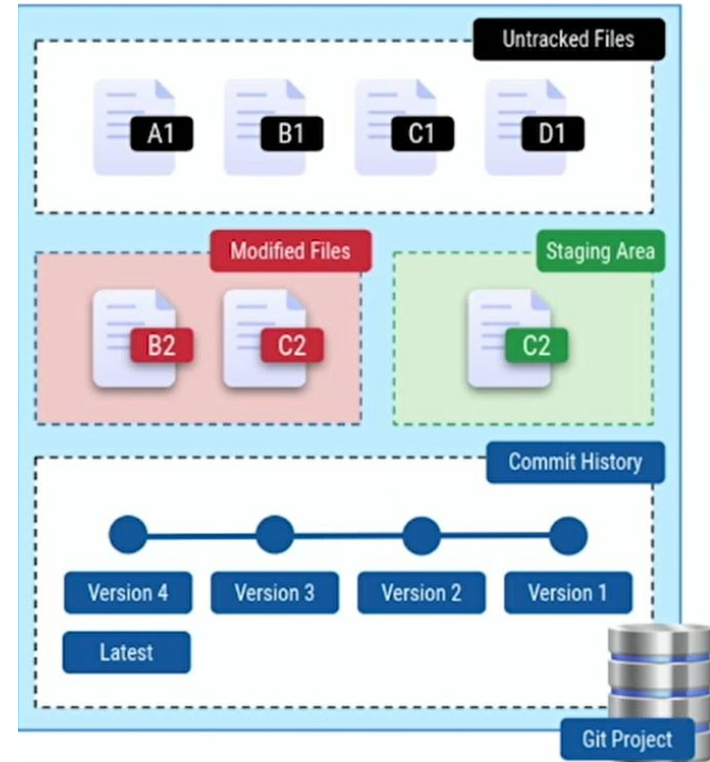 Untracked Files
A1
B1
C1
D1
Modified Files
Staging Area
B2
C2
C2
Commit History
Version 4
Version 3
Version 2
Version 1
Latest
Git Project